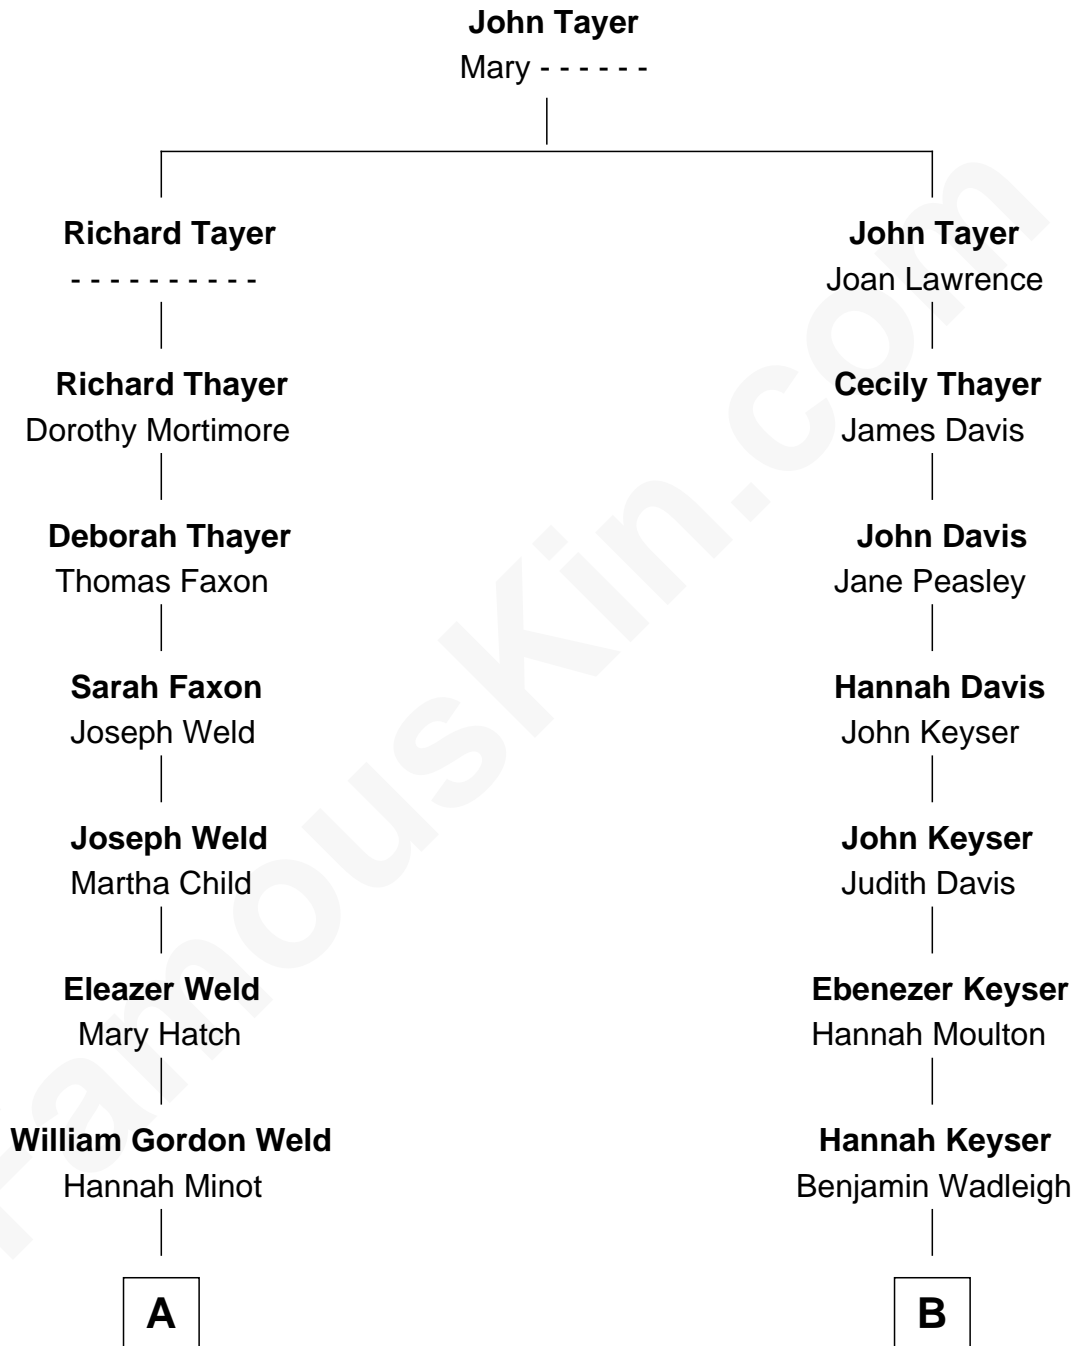 John Tayer
Mary - - - - - -
Richard Tayer
- - - - - - - - - -
John Tayer
Joan Lawrence
Richard Thayer
Dorothy Mortimore
Cecily Thayer
James Davis
Deborah Thayer
Thomas Faxon
John Davis
Jane Peasley
Sarah Faxon
Joseph Weld
Hannah Davis
John Keyser
Joseph Weld
Martha Child
John Keyser
Judith Davis
Eleazer Weld
Mary Hatch
Ebenezer Keyser
Hannah Moulton
William Gordon Weld
Hannah Minot
Hannah Keyser
Benjamin Wadleigh
A
B
FamousKin.com